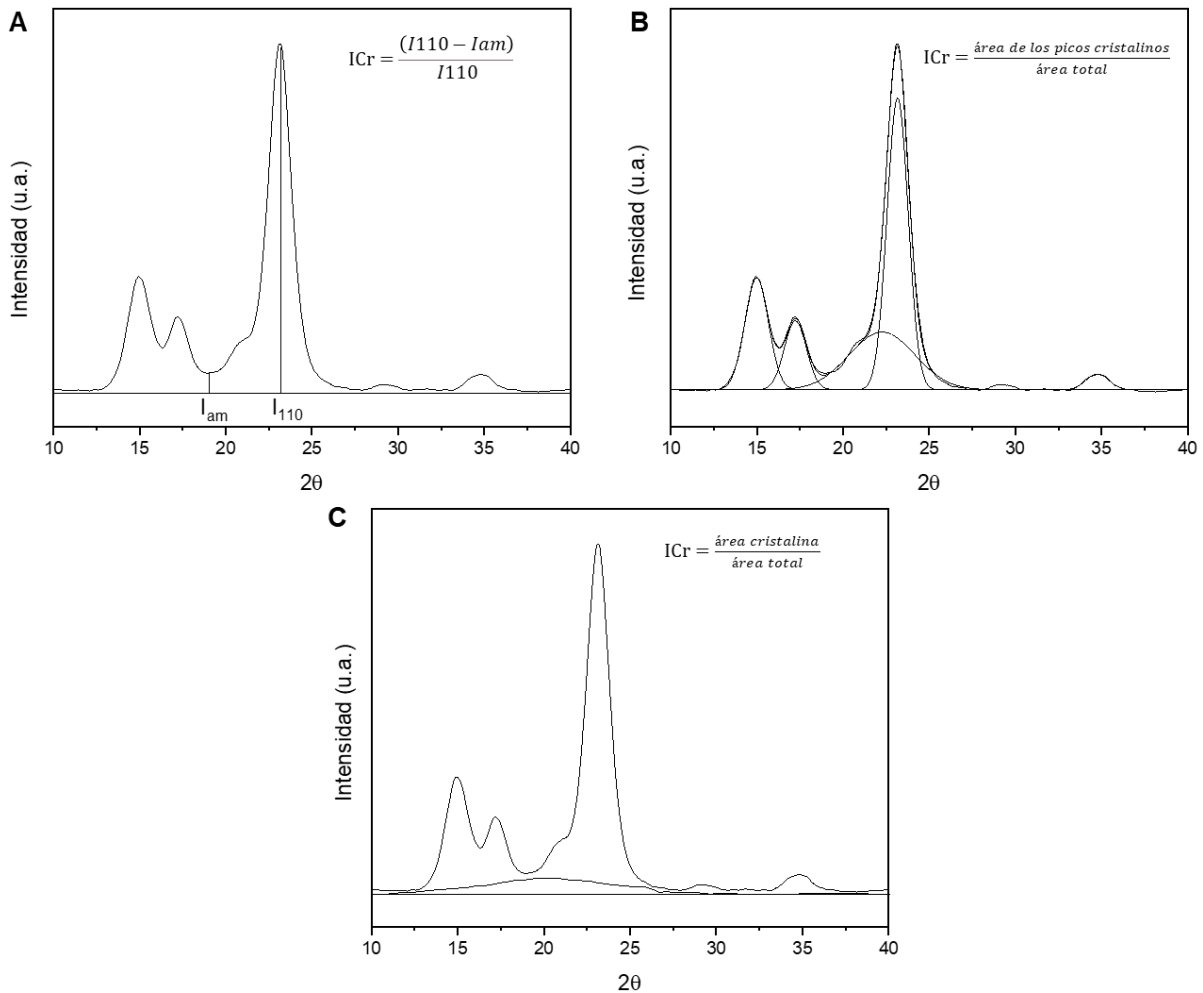 A
ICr = (I110 − Iam) / I110
Intensidad (u.a.)
I am
I 110
10 15 20 25 30 35 40
2θ
B
ICr = área de los picos cristalinos / área total
Intensidad (u.a.)
10 15 20 25 30 35 40
2θ
C
ICr = área cristalina / área total
Intensidad (u.a.)
10 15 20 25 30 35 40
2θ